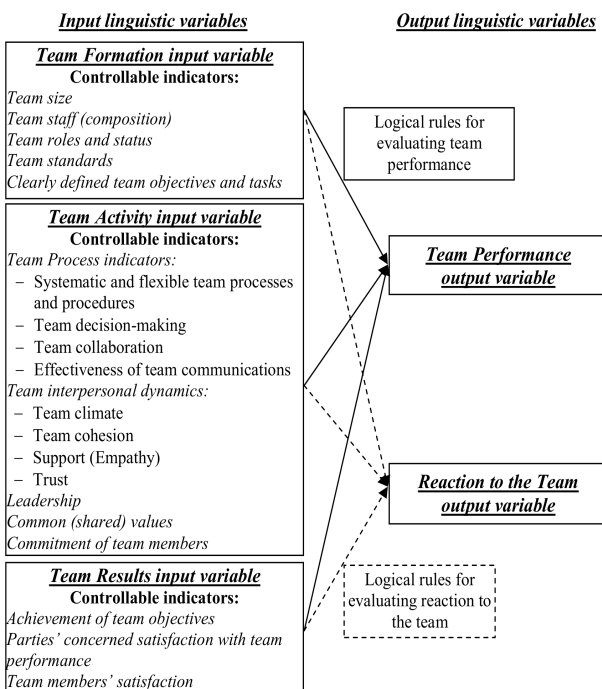 Input linguistic variables
Output linguistic variables
Team Formation input variable
Controllable indicators:
Team size
Team staff (composition)
Team roles and status
Team standards
Clearly defined team objectives and tasks
Team Activity input variable
Controllable indicators:
Team Process indicators:
− Systematic and flexible team processes
and procedures
− Team decision-making
− Team collaboration
− Effectiveness of team communications
Team interpersonal dynamics:
− Team climate
− Team cohesion
− Support (Empathy)
− Trust
Leadership
Common (shared) values
Commitment of team members
Team Results input variable
Controllable indicators:
Achievement of team objectives
Parties’ concerned satisfaction with team
performance
Team members’ satisfaction
Logical rules for
evaluating team
performance
Team Performance
output variable
Reaction to the Team
output variable
Logical rules for
evaluating reaction to
the team